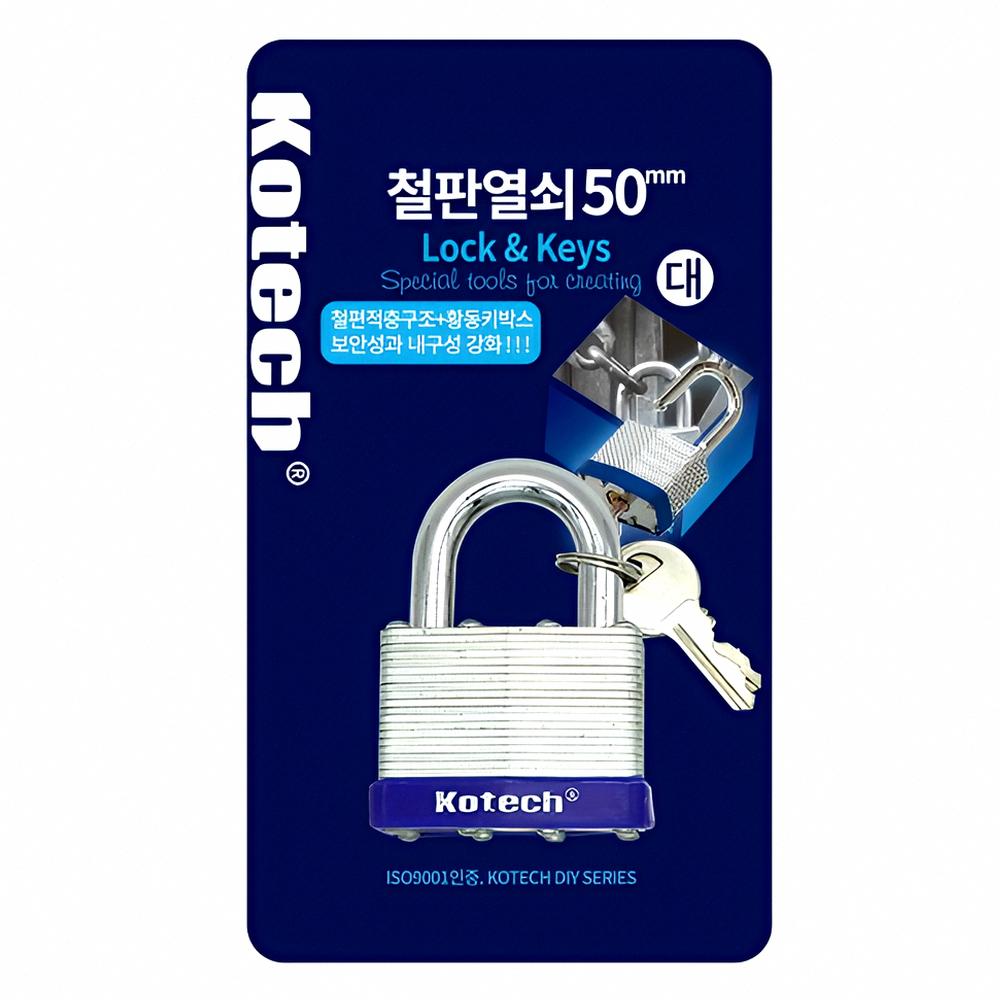 Kotech®
철판열쇠 50mm
Lock & Keys
Special tools for creating
대
철편적층구조+황동키박스
보안성과 내구성 강화!!!
Kotech®
ISO9001인증. KOTECH DIY SERIES